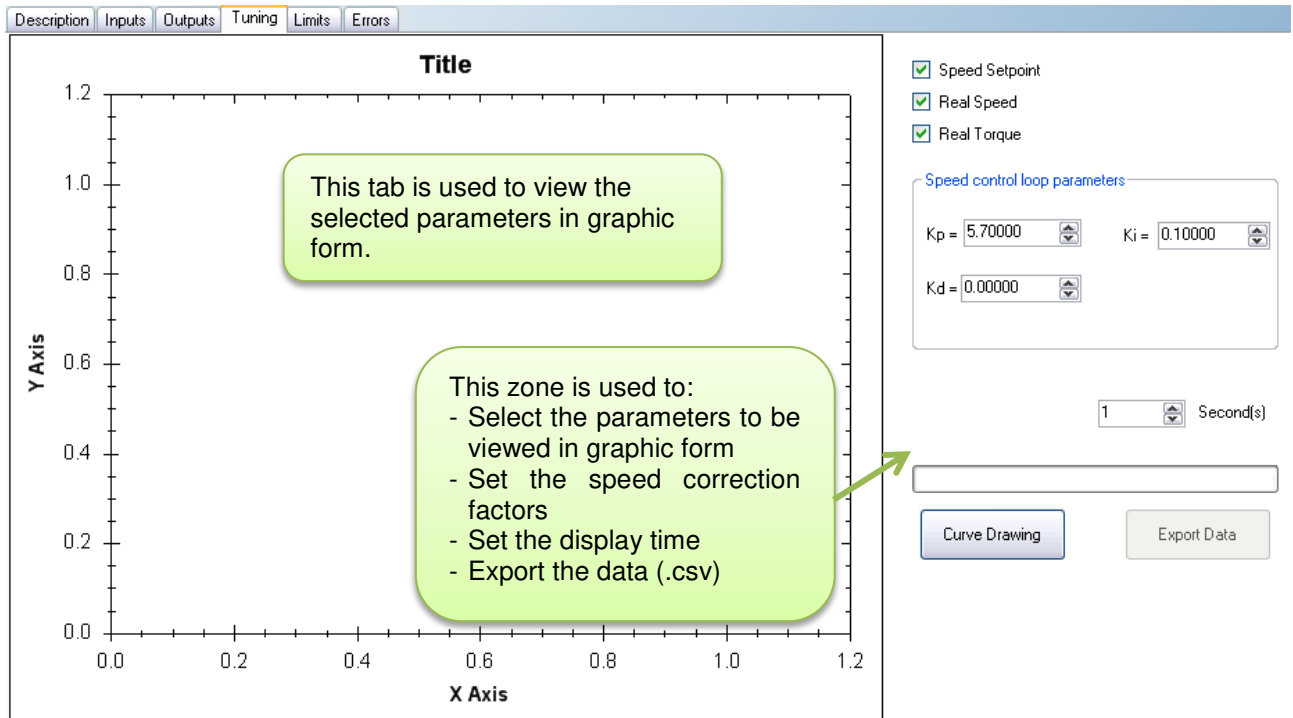 Description Inputs Outputs Tuning Limits Errors
Title
1.2
1.0
0.8
0.6
0.4
0.2
0.0
Y Axis
0.0 0.2 0.4 0.6 0.8 1.0 1.2
X Axis
This tab is used to view the
selected parameters in graphic
form.
This zone is used to:
- Select the parameters to be
viewed in graphic form
- Set the speed correction
factors
- Set the display time
- Export the data (.csv)
Speed Setpoint
Real Speed
Real Torque
Speed control loop parameters
Kp = 5.70000 Ki = 0.10000
Kd = 0.00000
1 Second(s)
Curve Drawing Export Data